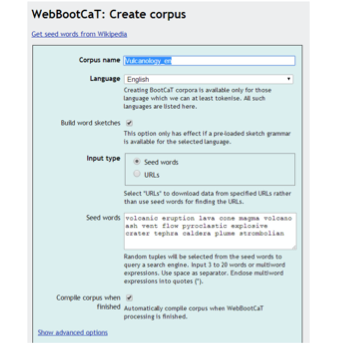 WebBootCaT: Create corpus
Get seed words from Wikipedia
Corpus name Vulcanology_en
Language English
Creating BootCaT corpora is available only for those
language which we can at least tokenise. All such
languages are listed here.
Build word sketches
This option only has effect if a pre-loaded sketch grammar
is available for the selected language.
Input type Seed words
URLs
Select "URLs" to download data from specified URLs rather
than use seed words for finding the URLs.
Seed words volcanic eruption lava cone magma volcano
ash vent flow pyroclastic explosive
crater tephra caldera plume strombolian
Random tuples will be selected from the seed words to
query a search engine. Input 3 to 20 words or multiword
expressions. Use space as separator. Enclose multiword
expressions into quotes (").
Compile corpus when
finished Automatically compile corpus when WebBootCaT
processing is finished.
Show advanced options